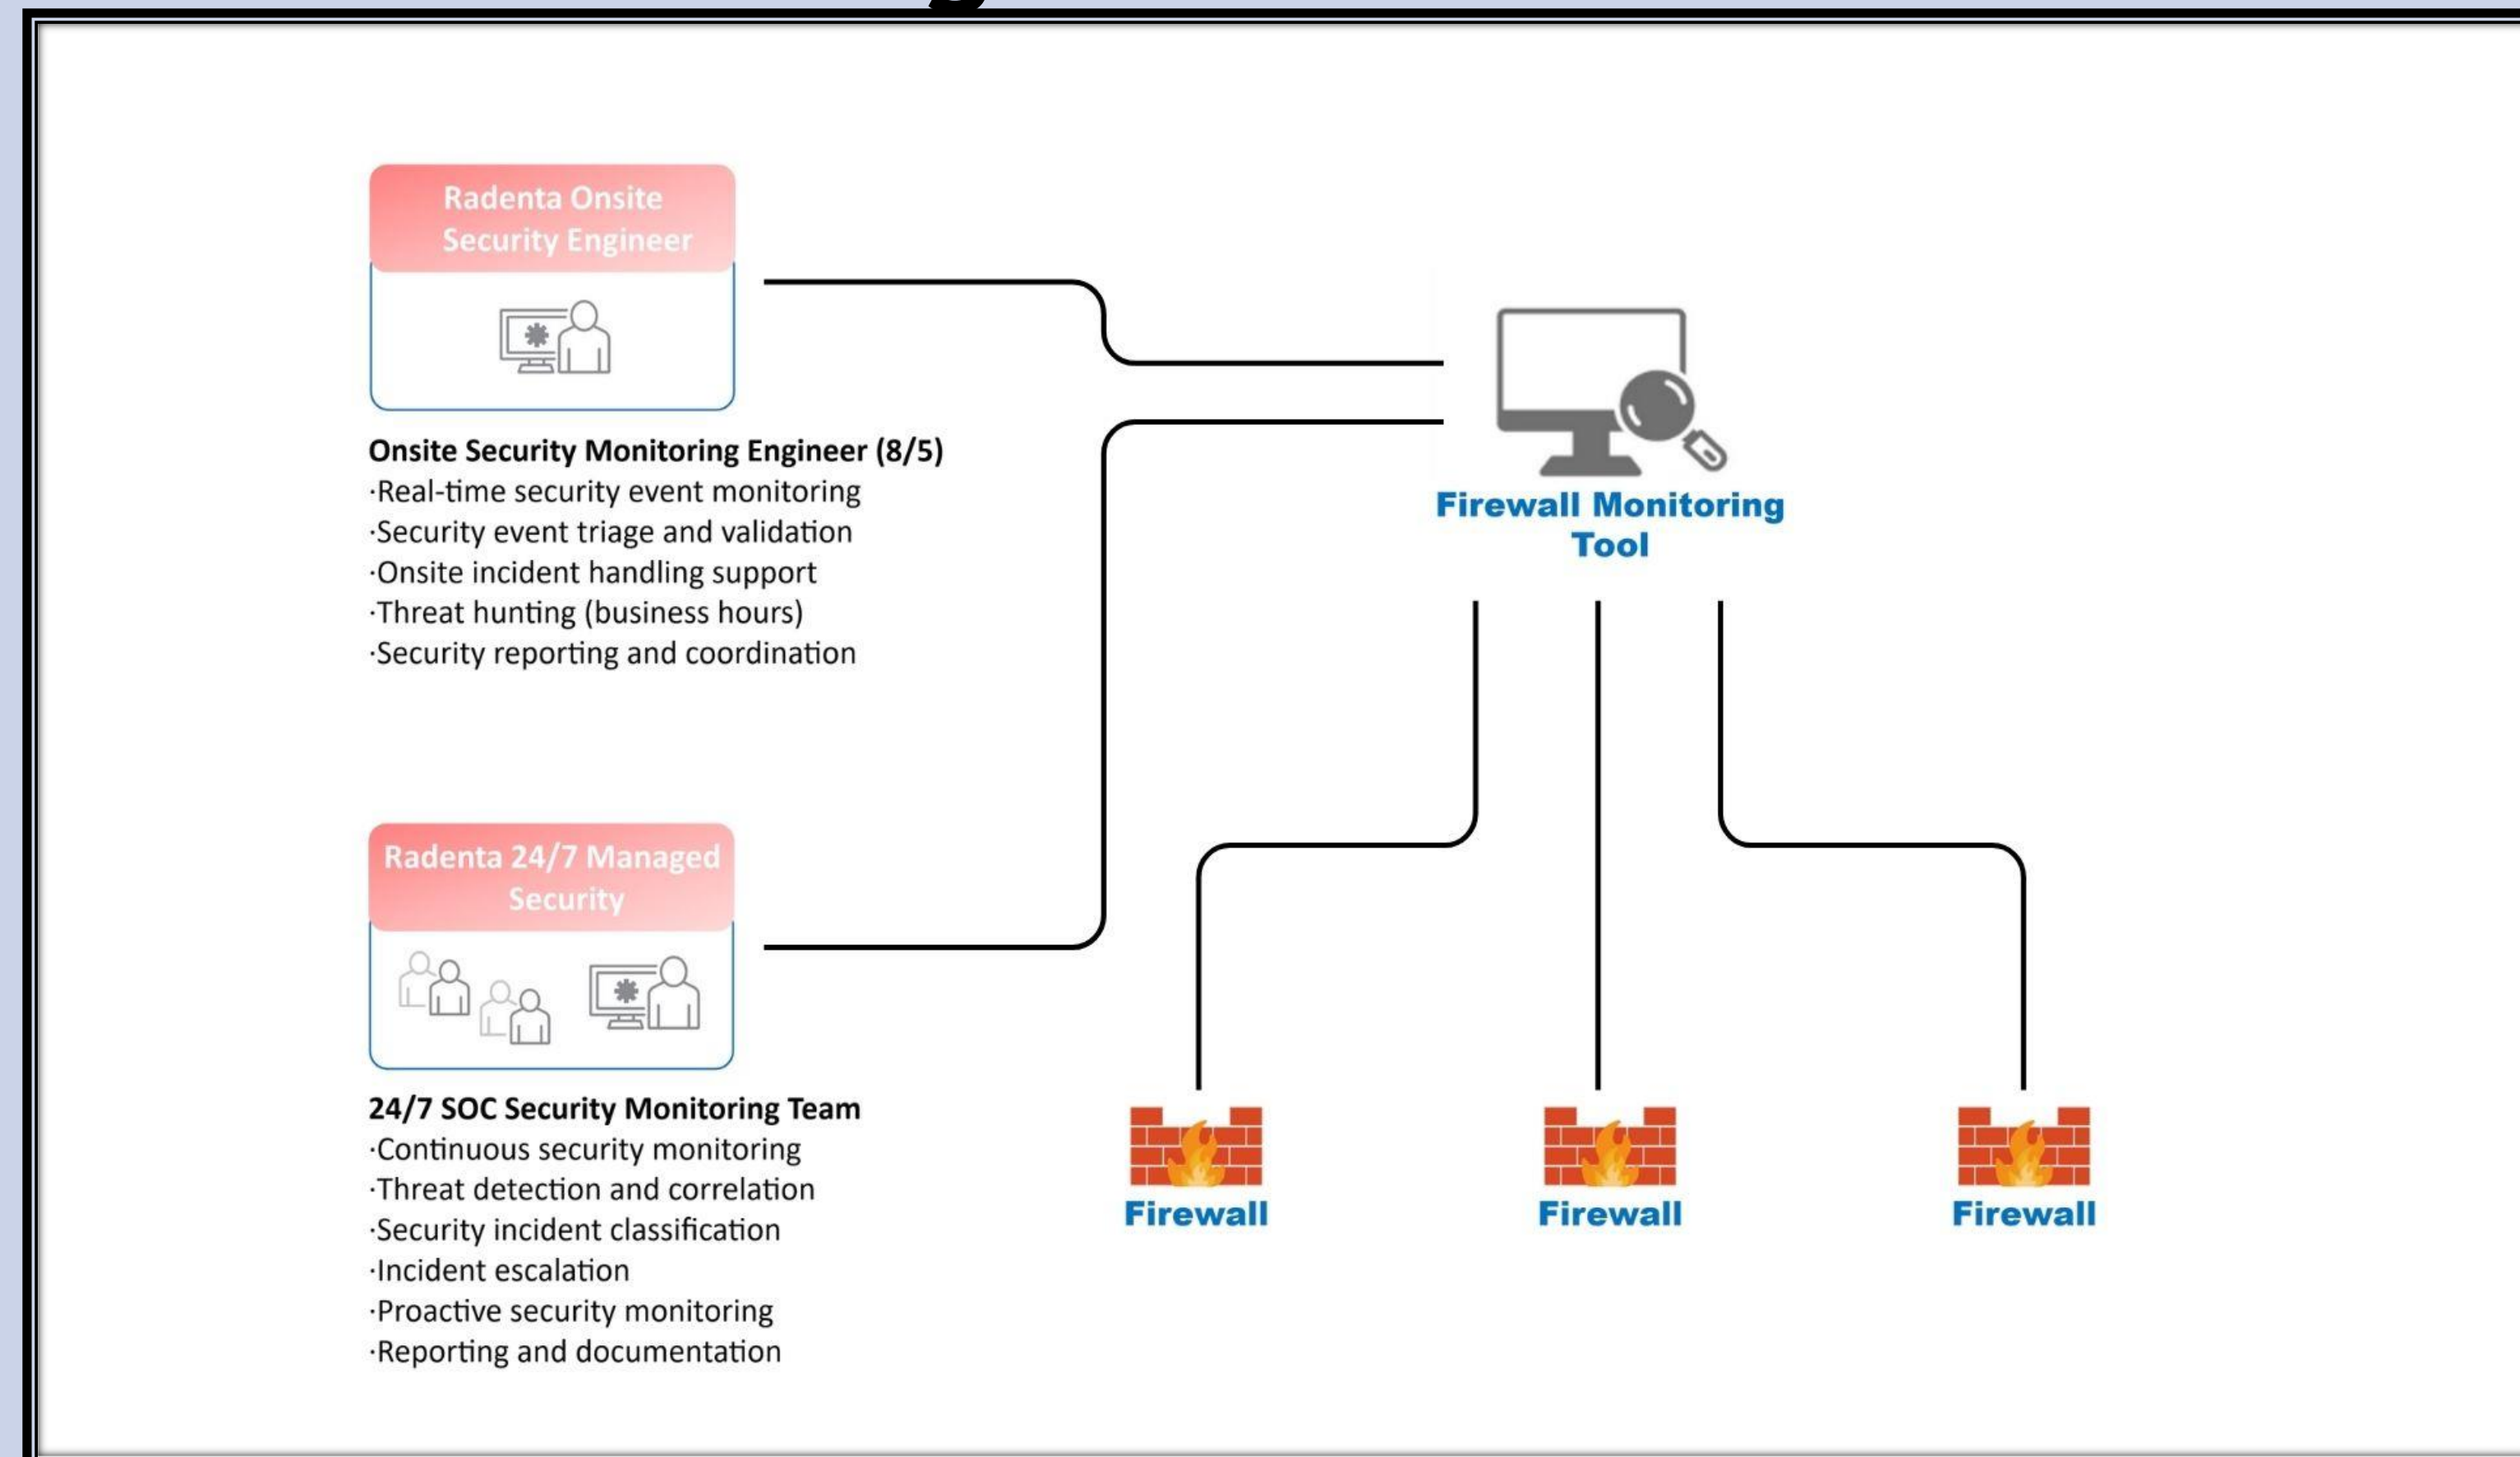 Radenta Onsite
Security Engineer
Onsite Security Monitoring Engineer (8/5)
·Real-time security event monitoring
·Security event triage and validation
·Onsite incident handling support
·Threat hunting (business hours)
·Security reporting and coordination
Radenta 24/7 Managed
Security
24/7 SOC Security Monitoring Team
·Continuous security monitoring
·Threat detection and correlation
·Security incident classification
·Incident escalation
·Proactive security monitoring
·Reporting and documentation
Firewall Monitoring
Tool
Firewall
Firewall
Firewall